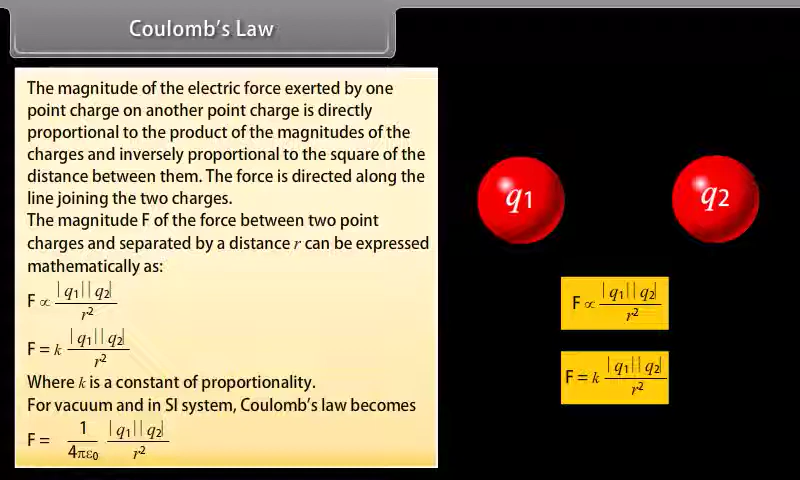 Coulomb's Law
The magnitude of the electric force exerted by one
point charge on another point charge is directly
proportional to the product of the magnitudes of the
charges and inversely proportional to the square of the
distance between them. The force is directed along the
line joining the two charges.
The magnitude F of the force between two point
charges and separated by a distance r can be expressed
mathematically as:
F ∝ |q1||q2| / r²
F = k |q1||q2| / r²
Where k is a constant of proportionality.
For vacuum and in SI system, Coulomb's law becomes
F = 1 / 4πε0 |q1||q2| / r²
q1
q2
F ∝ |q1||q2| / r²
F = k |q1||q2| / r²